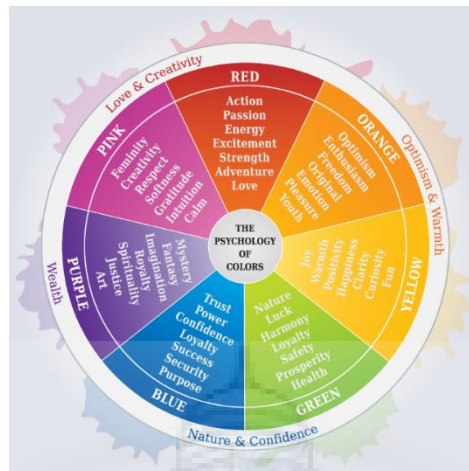 Love & Creativity
Optimism & Warmth
Wealth
Nature & Confidence
THE
PSYCHOLOGY
OF
COLORS
RED
Action
Passion
Energy
Excitement
Strength
Adventure
Love
ORANGE
Optimism
Enthusiasm
Freedom
Original
Emotion
Pleasure
Youth
YELLOW
Joy
Warmth
Positivity
Happiness
Clarity
Curiosity
Fun
GREEN
Nature
Luck
Harmony
Loyalty
Safety
Prosperity
Health
BLUE
Trust
Power
Confidence
Loyalty
Success
Security
Purpose
PURPLE
Mystery
Fantasy
Imagination
Royalty
Spirituality
Justice
Art
PINK
Feminity
Creativity
Respect
Softness
Gratitude
Intuition
Calm